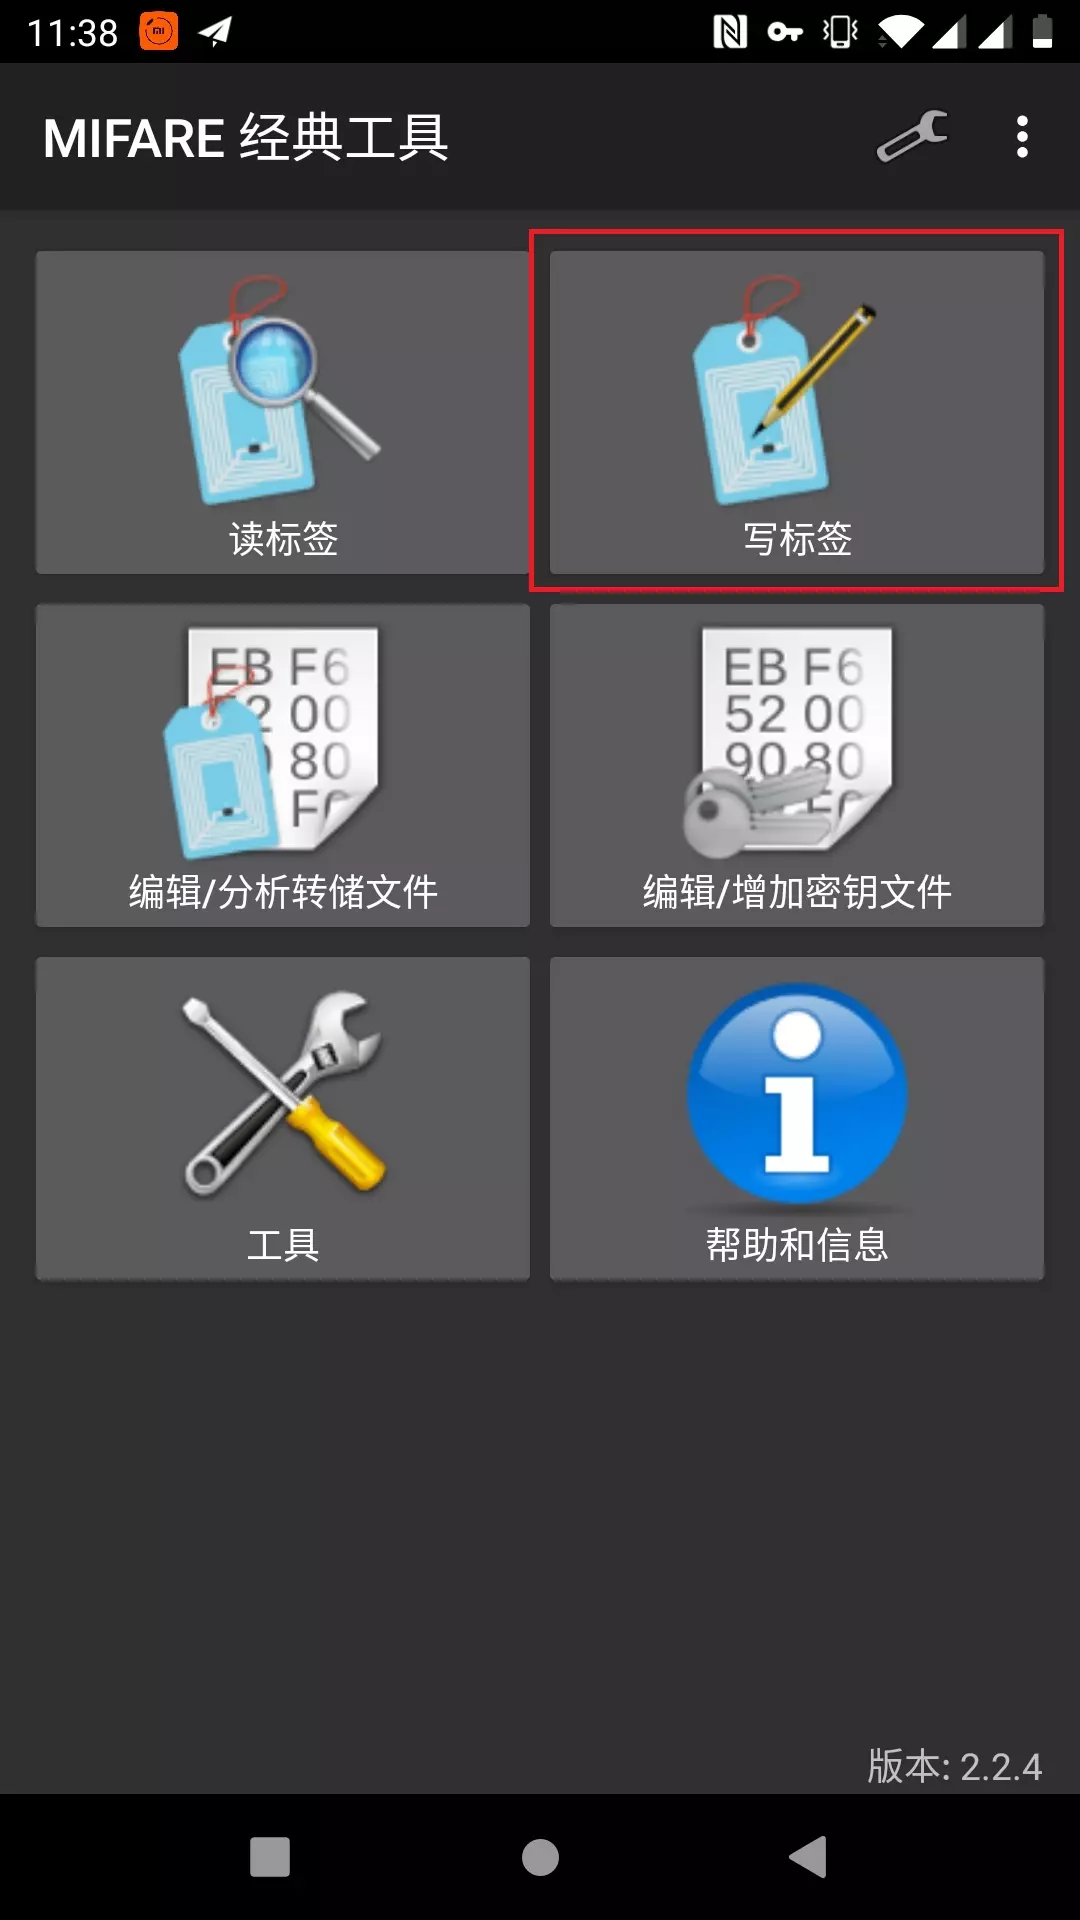 11:38
MIFARE 经典工具
读标签
写标签
EB F6
2 00
80
F
EB F6
52 00
90 80
编辑/分析转储文件
编辑/增加密钥文件
工具
帮助和信息
版本: 2.2.4